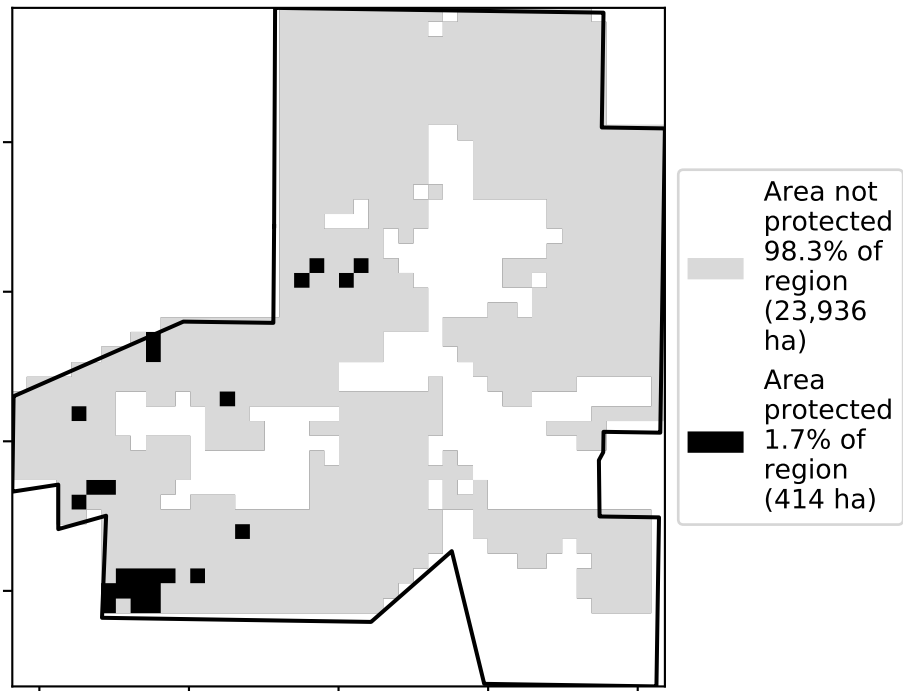 Area not
protected
98.3% of
region
(23,936
ha)
Area
protected
1.7% of
region
(414 ha)